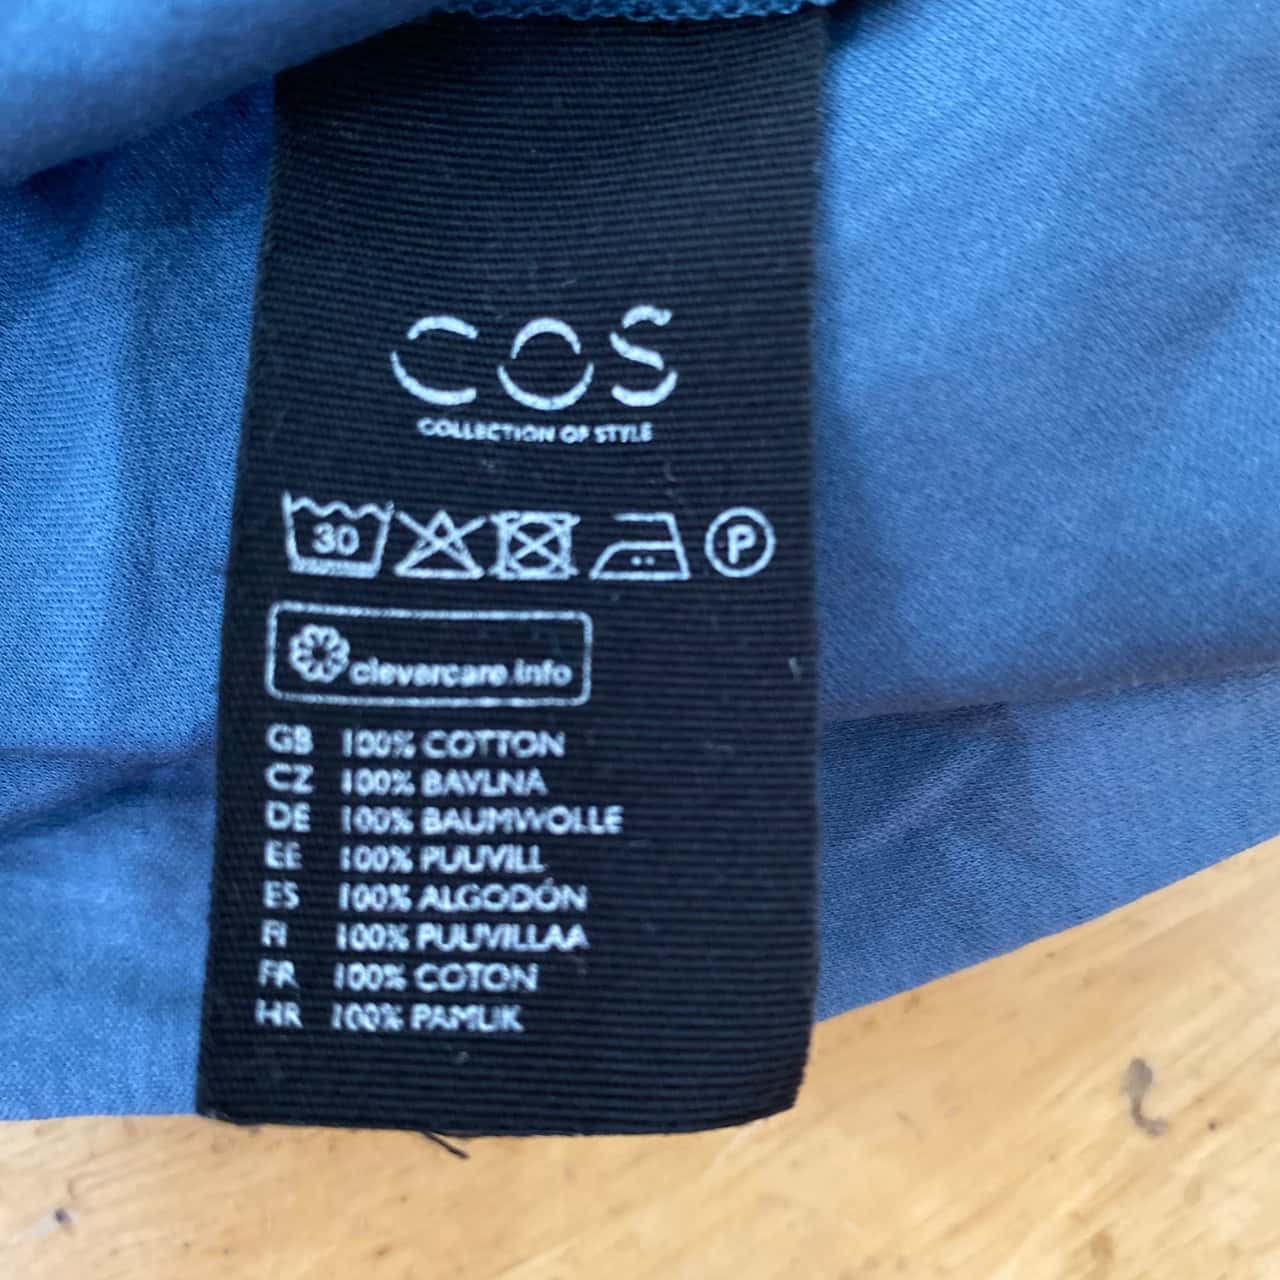 COS
COLLECTION OF STYLE
30 P
clevercare.info
GB 100% COTTON
CZ 100% BAVLNA
DE 100% BAUMWOLLE
EE 100% PUUVILL
ES 100% ALGODÓN
FI 100% PUUVILLAA
FR 100% COTON
HR 100% PAMUK